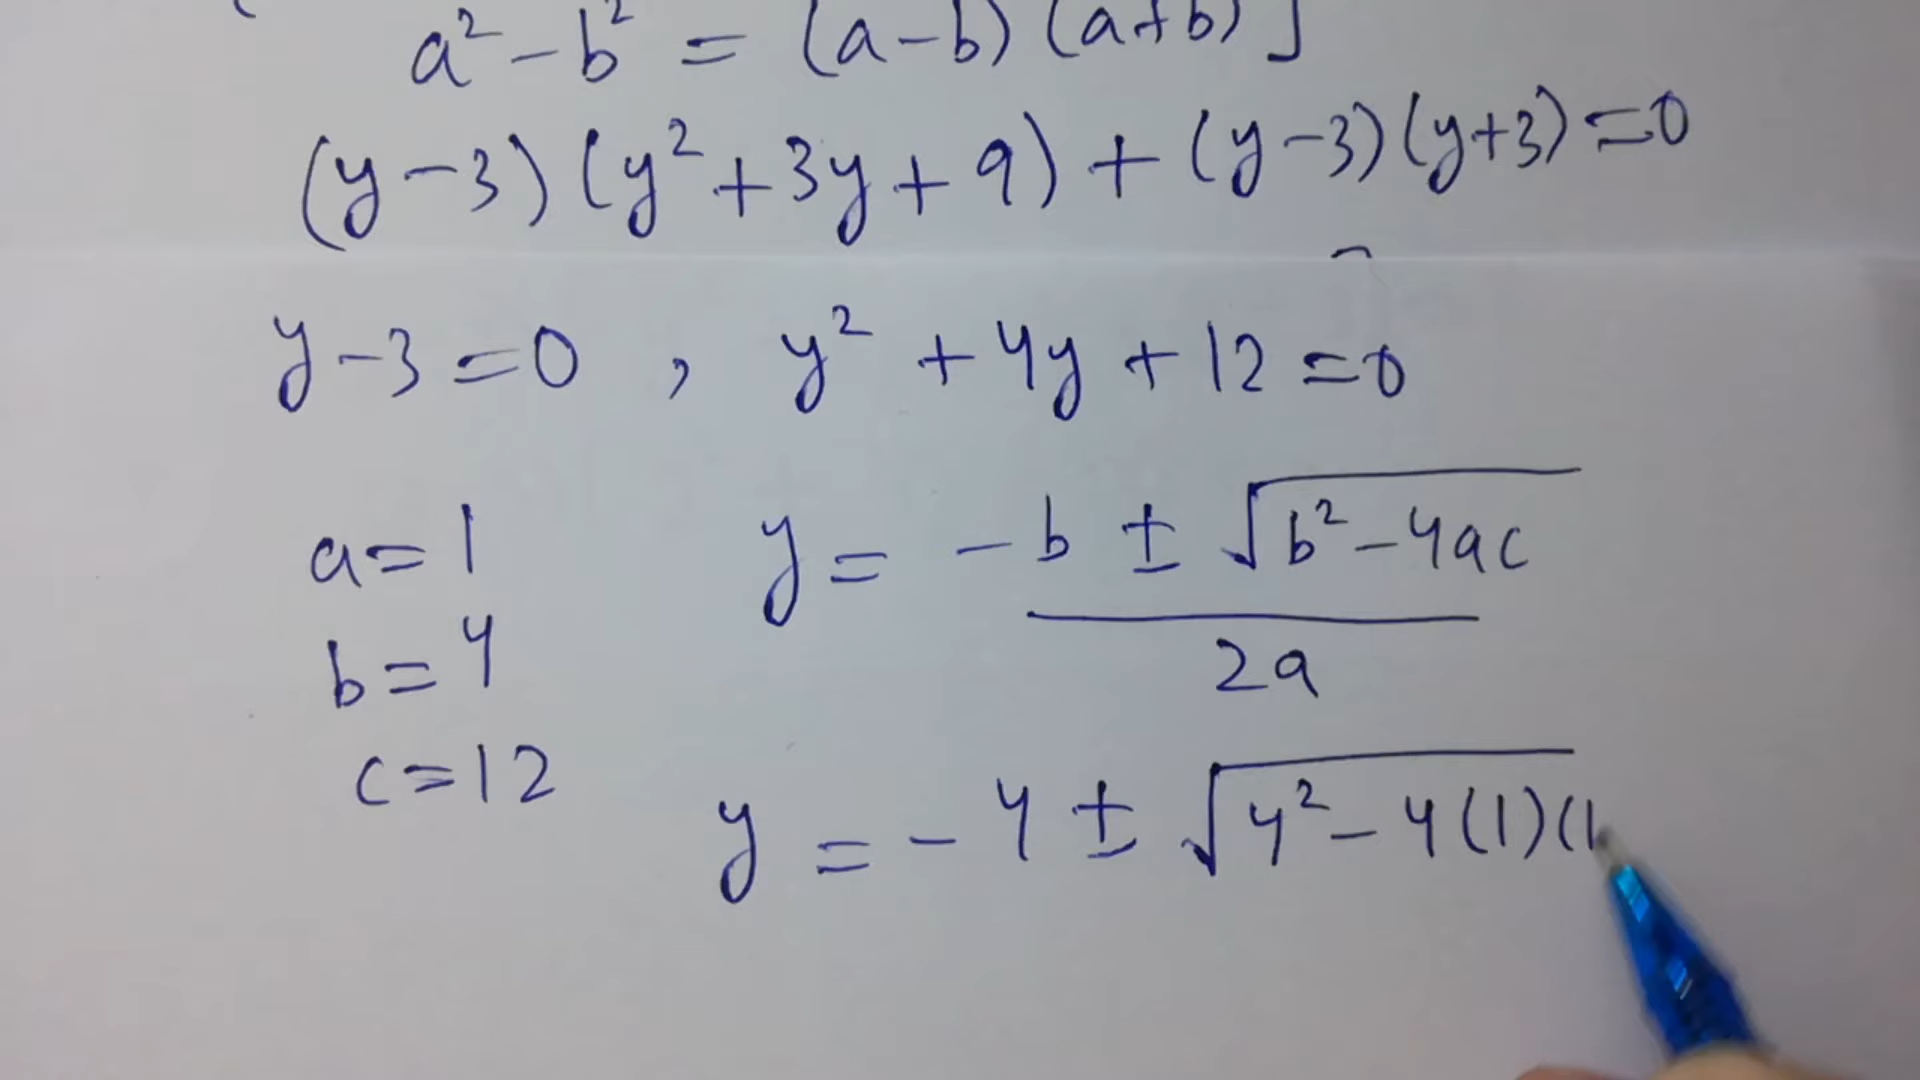 a² - b² = (a-b) (a+b) ]
(y-3) (y²+3y+9) + (y-3)(y+3)=0
y-3=0 , y² + 4y + 12 =0
a=1
b=4
c=12
y= -b ± √b²-4ac
2a
y = -4 ± √4²-4(1)(1